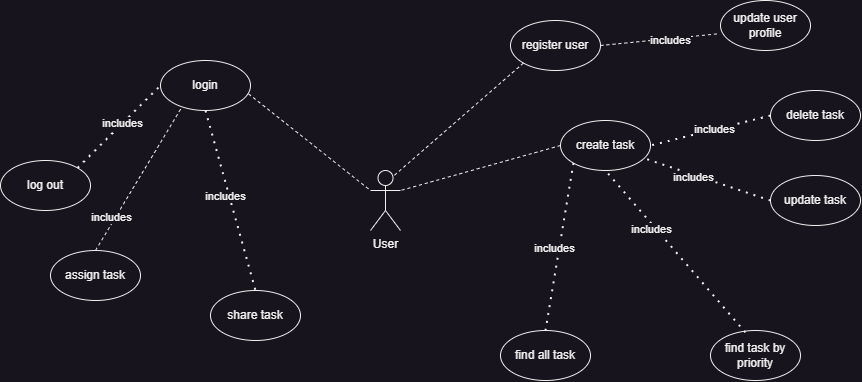 update user
profile
register user
includes
login
includes
log out
includes
assign task
includes
share task
User
create task
includes
delete task
includes
update task
includes
find all task
includes
find task by
priority